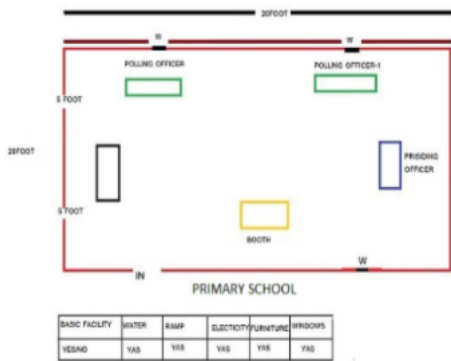 20FOOT
W W
POLLING OFFICER POLLING OFFICER-1
5 FOOT
20FOOT
PRISIDING
OFFICER
5 FOOT
BOOTH
W
IN
PRIMARY SCHOOL
BASIC FACILITY WATER RAMP ELECTICITY FURNITURE WINDOWS
YES/NO YAS YAS YAS YAS YAS